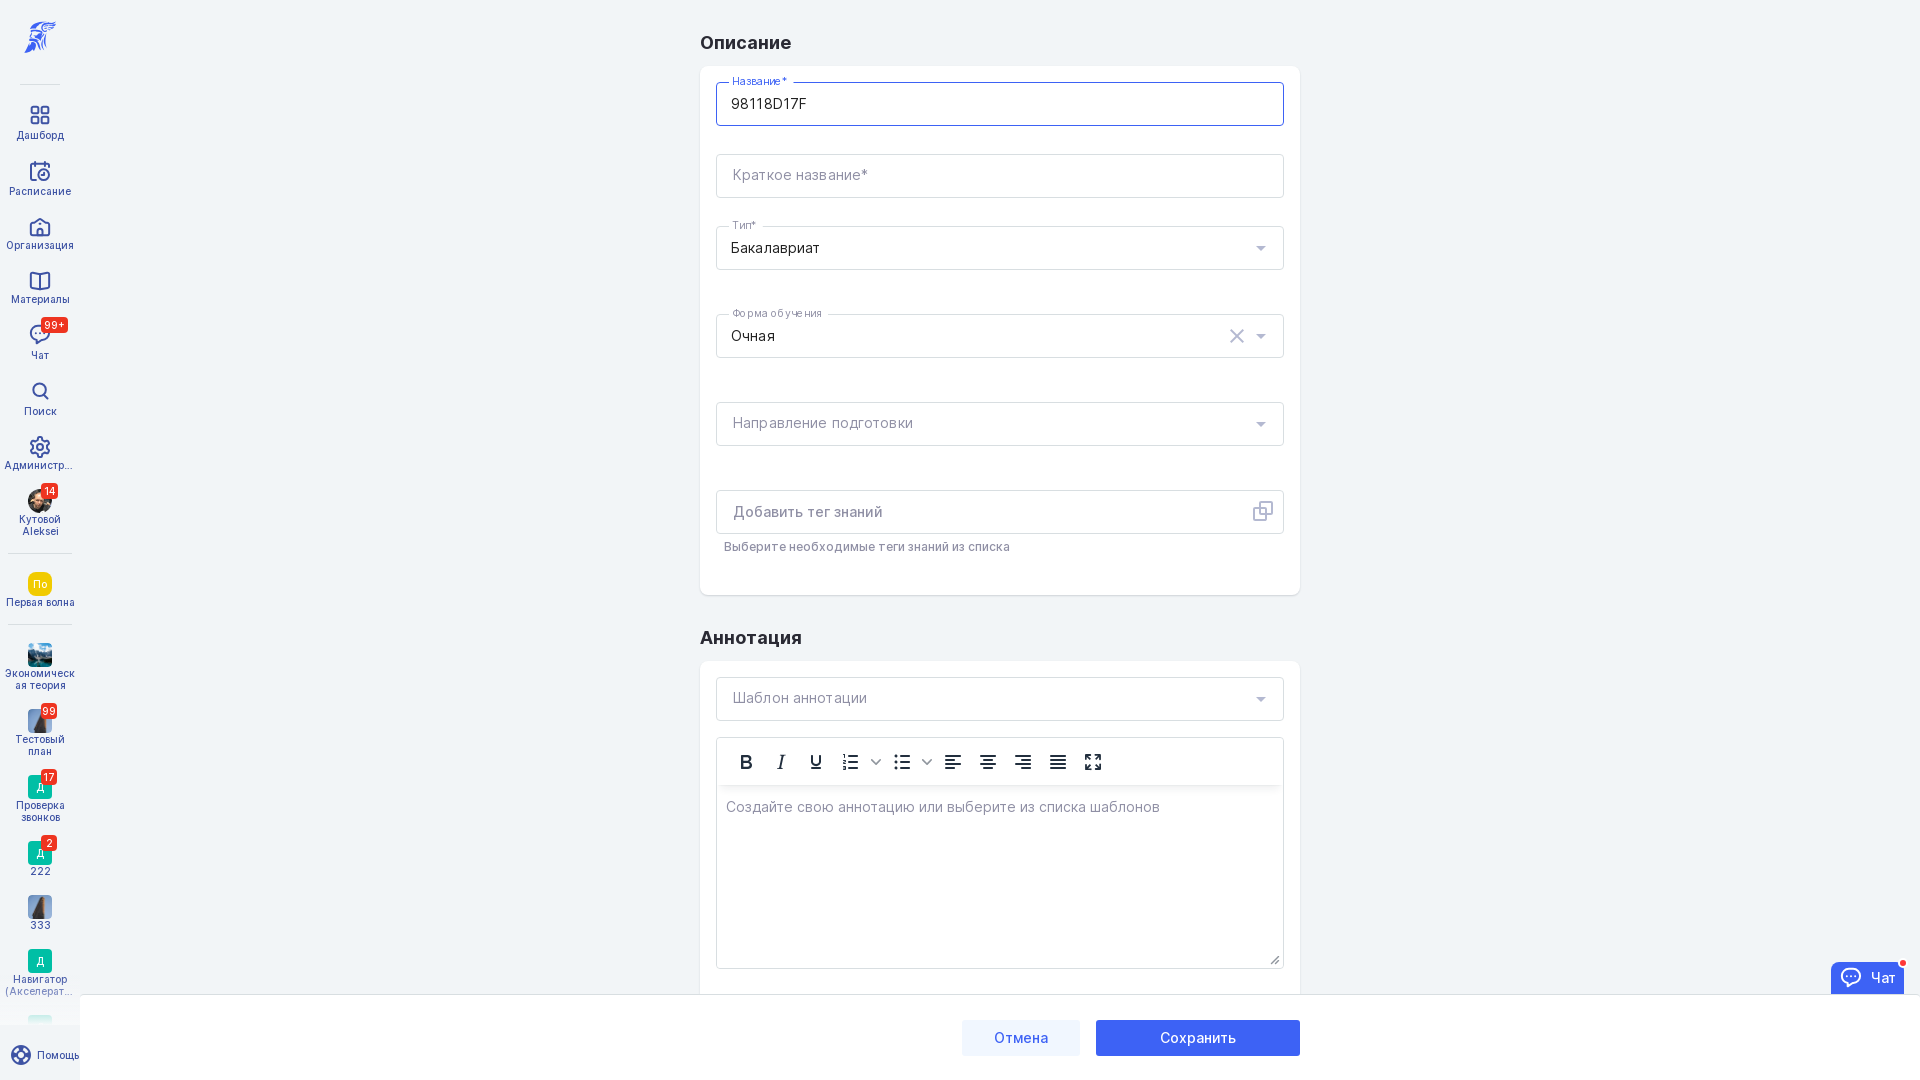 Дашборд
Расписание
Организация
Материалы
99+
Чат
Поиск
Администр...
14
Кутовой
Aleksei
По
Первая волна
Экономическ
ая теория
99
Тестовый
план
17
Д
Проверка
звонков
2
Д
222
333
Д
Навигатор
(Акселерат...
Помощь
Описание
Название*
98118D17F
Краткое название*
Тип*
Бакалавриат
Форма обучения
Очная
Направление подготовки
Добавить тег знаний
Выберите необходимые теги знаний из списка
Аннотация
Шаблон аннотации
Создайте свою аннотацию или выберите из списка шаблонов
Чат
Отмена
Сохранить